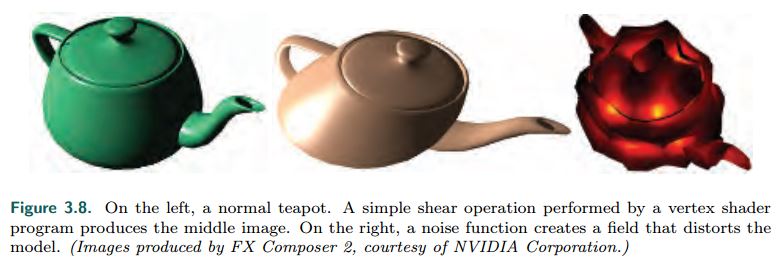 Figure 3.8. On the left, a normal teapot. A simple shear operation performed by a vertex shader
program produces the middle image. On the right, a noise function creates a field that distorts the
model. (Images produced by FX Composer 2, courtesy of NVIDIA Corporation.)